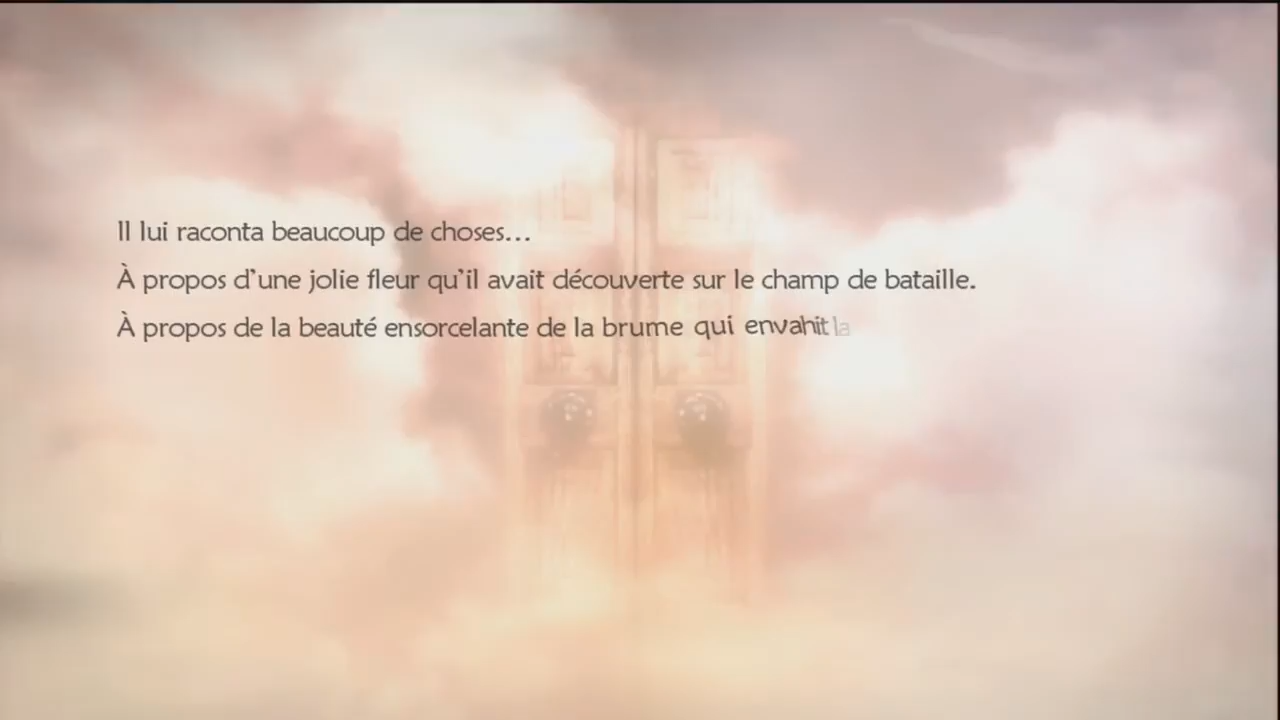 Il lui raconta beaucoup de choses…
À propos d’une jolie fleur qu’il avait découverte sur le champ de bataille.
À propos de la beauté ensorcelante de la brume qui envahit la